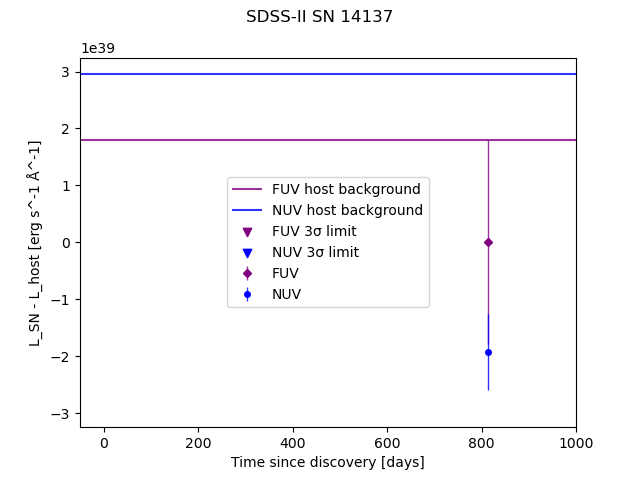 SDSS-II SN 14137
1e39
L_SN - L_host [erg s^-1 Å^-1]
3
2
1
0
−1
−2
−3
FUV host background
NUV host background
FUV 3σ limit
NUV 3σ limit
FUV
NUV
0 200 400 600 800 1000
Time since discovery [days]